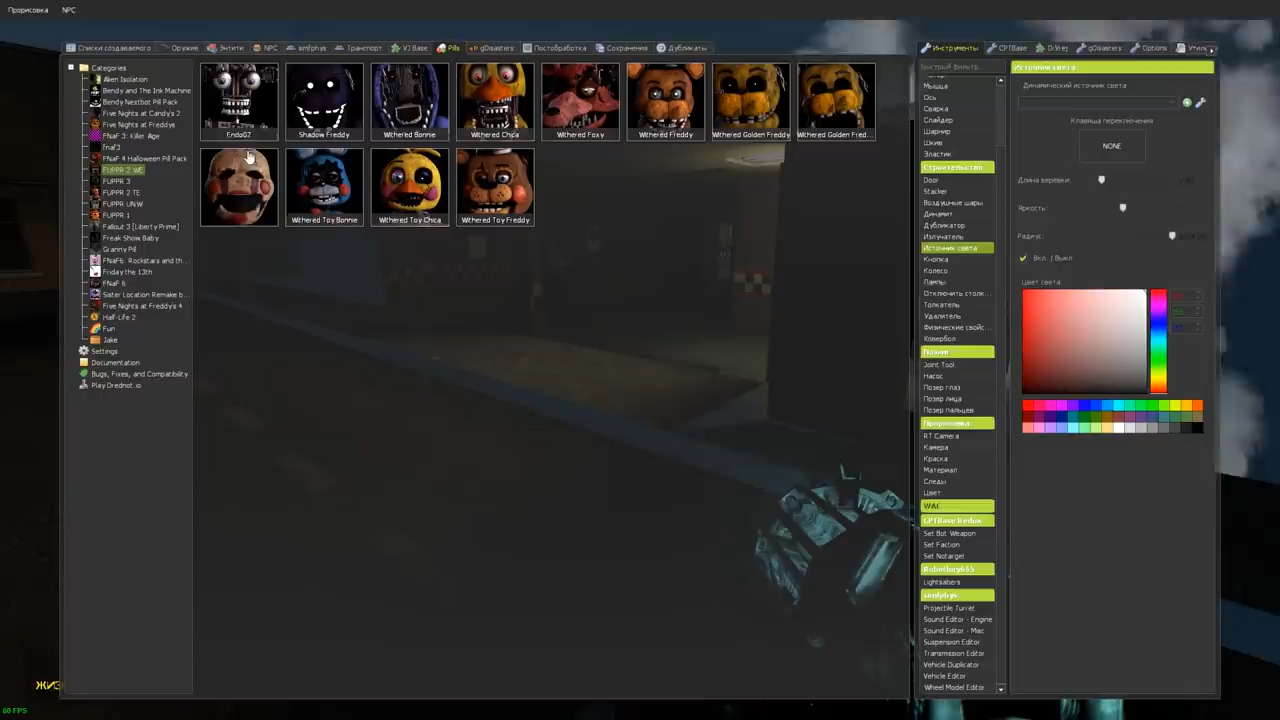 Прорисовка NPC
Списки создаваемого Оружие Энтити NPC simfphys Транспорт VJ Base Pills gDisasters Постобработка Сохранения Дубликаты
Categories
Alien Isolation
Bendy and The Ink Machine
Bendy Nextbot Pill Pack
Five Nights at Candy's 2
Five Nights at Freddys
FNAF 3: Killer Age
fnaf3
FNAF 4 Halloween Pill Pack
FUPPR 2 WE
FUPPR 3
FUPPR 2 TE
FUPPR UNW
FUPPR 1
Fallout 3 [Liberty Prime]
Freak Show Baby
Granny Pill
FNaF6: Rockstars and th...
Friday the 13th
FNaF 6
Sister Location Remake b...
Five Nights at Freddy's 4
Half-Life 2
Fun
Jake
Settings
Documentation
Bugs, Fixes, and Compatibility
Play Drednot.io
Endo02 Shadow Freddy Withered Bonnie Withered Chica Withered Foxy Withered Freddy Withered Golden Freddy Withered Golden Fred...
Withered Toy Bonnie Withered Toy Chica Withered Toy Freddy
60 FPS
Инструменты CPTBase gDisasters Options
Быстрый фильтр...
Мышца
Ось
Сварка
Слайдер
Шарнир
Шкив
Эластик
Строительство
Door
Stacker
Воздушные шары
Динамит
Дубликатор
Излучатель
Источник света
Кнопка
Колесо
Лампы
Отключить столк...
Толкатель
Удалитель
Физические свойс...
Ховербол
Позинг
Joint Tool
Насос
Позер глаз
Позер лица
Позер пальцев
Прорисовка
RT Camera
Камера
Краска
Материал
Следы
Цвет
WAC
CPTBase Redux
Set Bot Weapon
Set Faction
Set Notarget
Robotboy655
Lightsabers
simfphys
Projectile Turret
Sound Editor - Engine
Sound Editor - Misc
Suspension Editor
Transmission Editor
Vehicle Duplicator
Vehicle Editor
Wheel Model Editor
Источник света
Динамический источник света
Клавиша переключения
NONE
Длина веревки:
Яркость:
Радиус:
Вкл. / Выкл
Цвет света